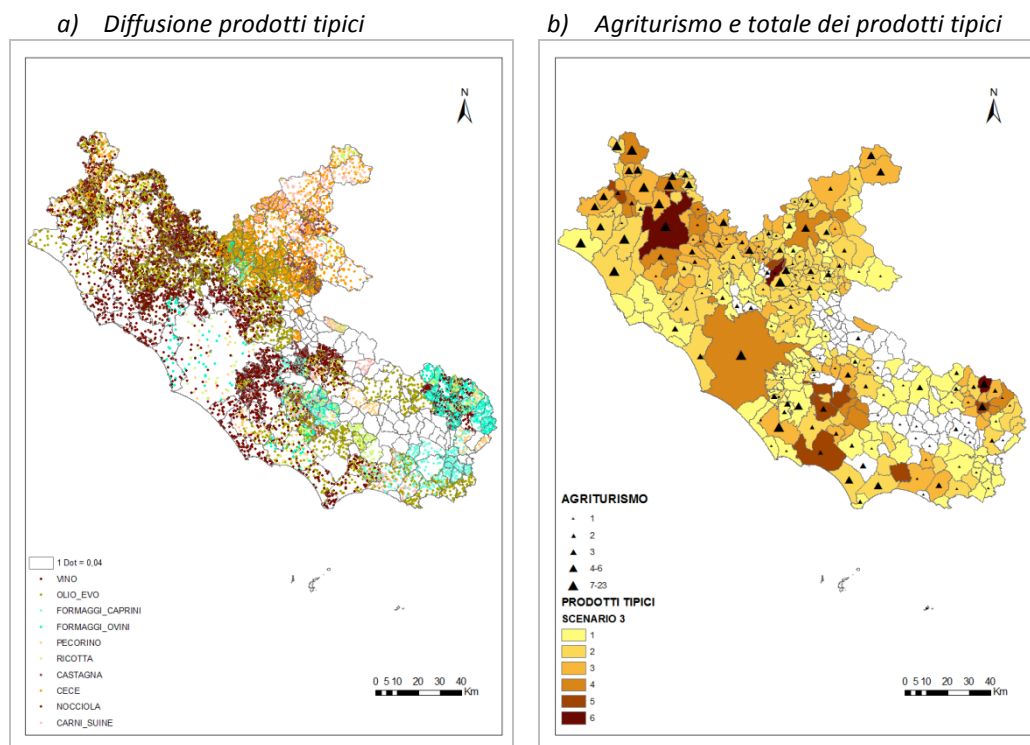 a) Diffusione prodotti tipici
b) Agriturismo e totale dei prodotti tipici
N
1 Dot = 0,04
VINO
OLIO_EVO
FORMAGGI_CAPRINI
FORMAGGI_OVINI
PECORINO
RICOTTA
CASTAGNA
CECE
NOCCIOLA
CARNI_SUINE
0 5 10 20 30 40
Km
N
AGRITURISMO
1
2
3
4-6
7-23
PRODOTTI TIPICI
SCENARIO 3
1
2
3
4
5
6
0 5 10 20 30 40
Km